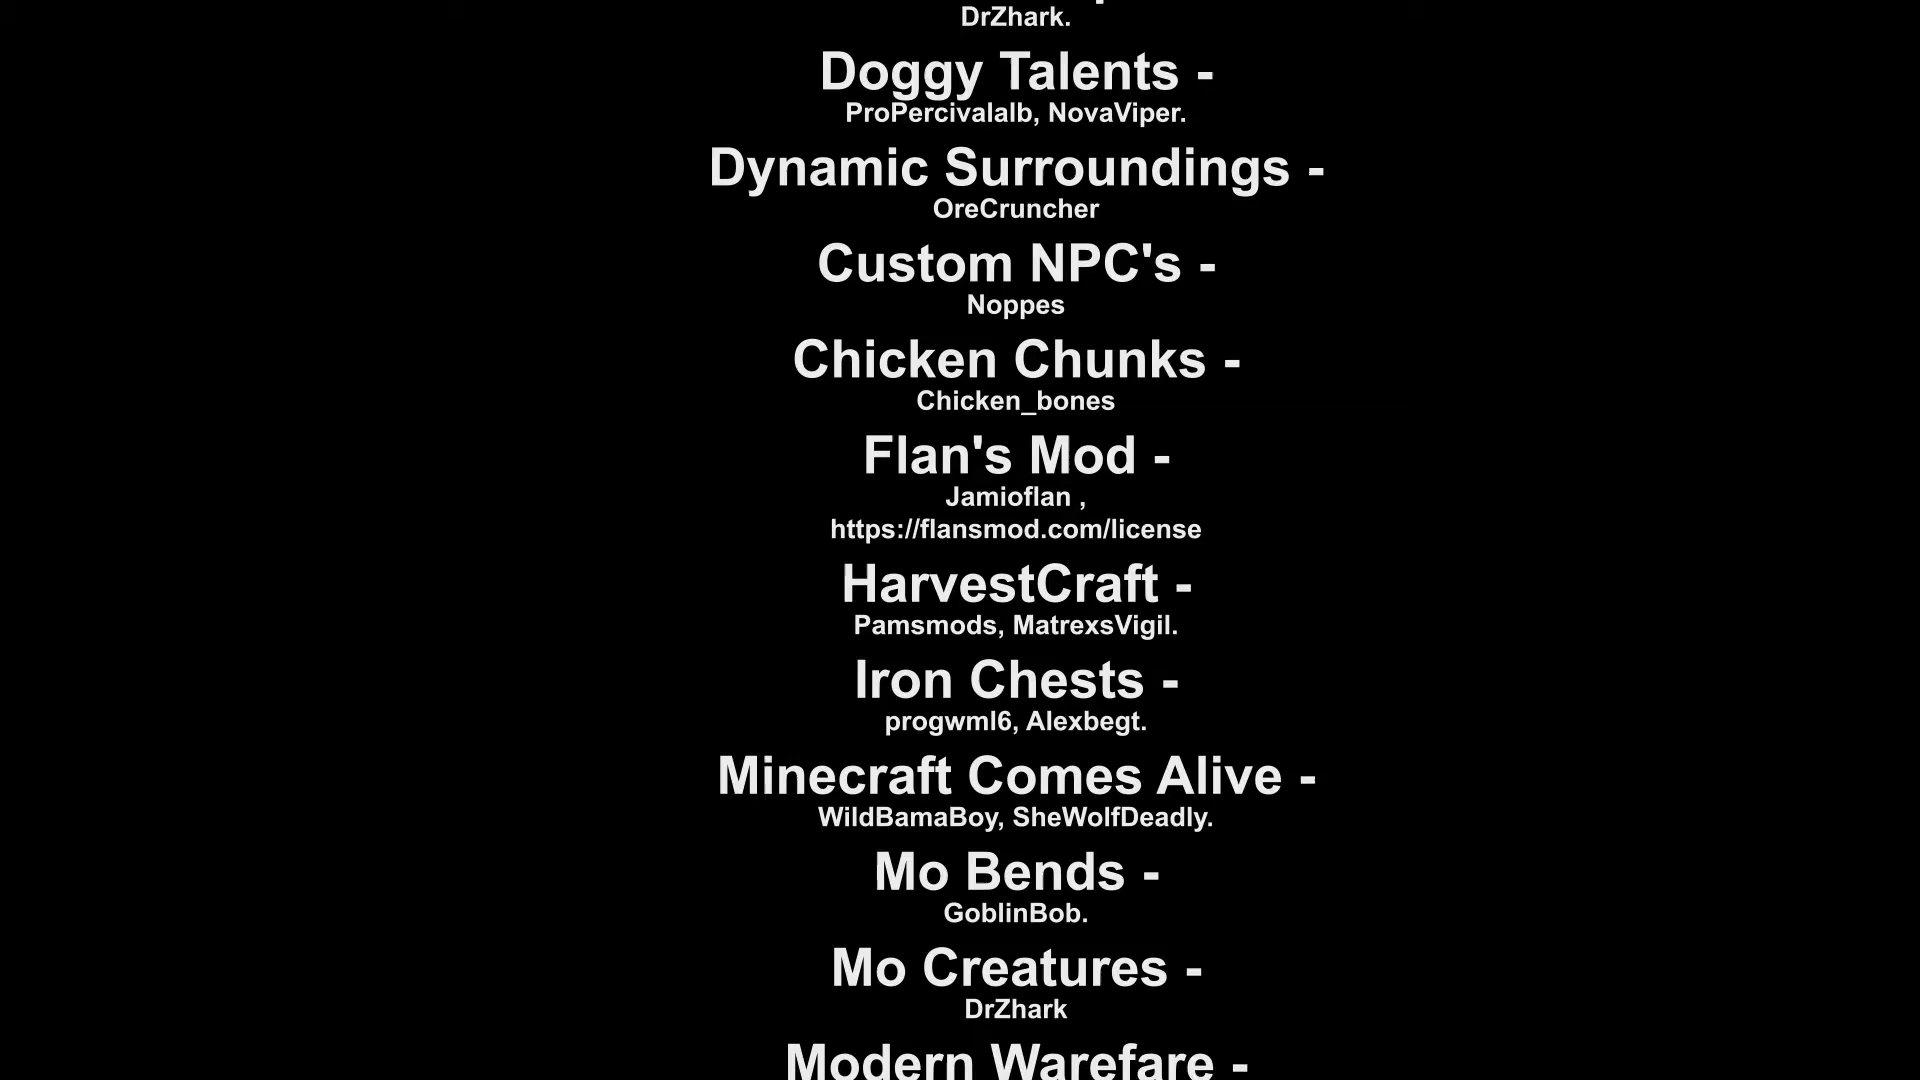 DrZhark.
Doggy Talents -
ProPercivalalb, NovaViper.
Dynamic Surroundings -
OreCruncher
Custom NPC's -
Noppes
Chicken Chunks -
Chicken_bones
Flan's Mod -
Jamioflan ,
https://flansmod.com/license
HarvestCraft -
Pamsmods, MatrexsVigil.
Iron Chests -
progwml6, Alexbegt.
Minecraft Comes Alive -
WildBamaBoy, SheWolfDeadly.
Mo Bends -
GoblinBob.
Mo Creatures -
DrZhark
Modern Warefare -